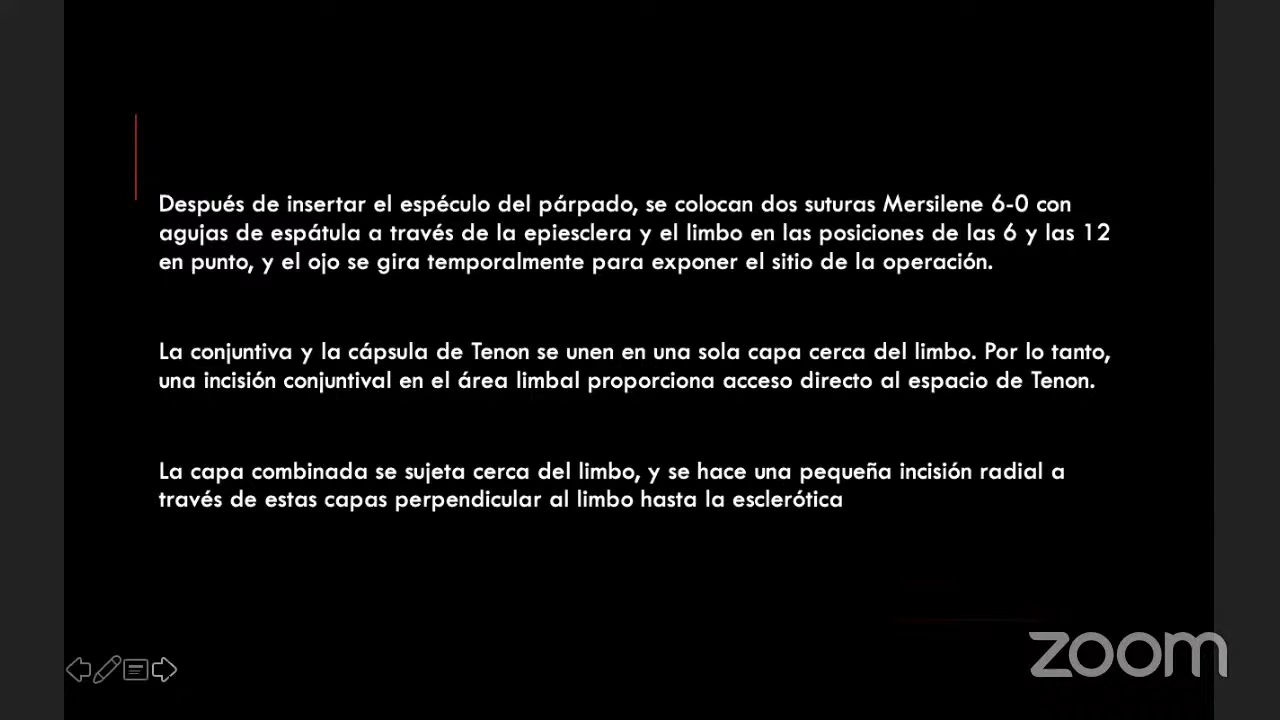 Después de insertar el espéculo del párpado, se colocan dos suturas Mersilene 6-0 con
agujas de espátula a través de la epiesclera y el limbo en las posiciones de las 6 y las 12
en punto, y el ojo se gira temporalmente para exponer el sitio de la operación.
La conjuntiva y la cápsula de Tenon se unen en una sola capa cerca del limbo. Por lo tanto,
una incisión conjuntival en el área limbal proporciona acceso directo al espacio de Tenon.
La capa combinada se sujeta cerca del limbo, y se hace una pequeña incisión radial a
través de estas capas perpendicular al limbo hasta la esclerótica
zoom